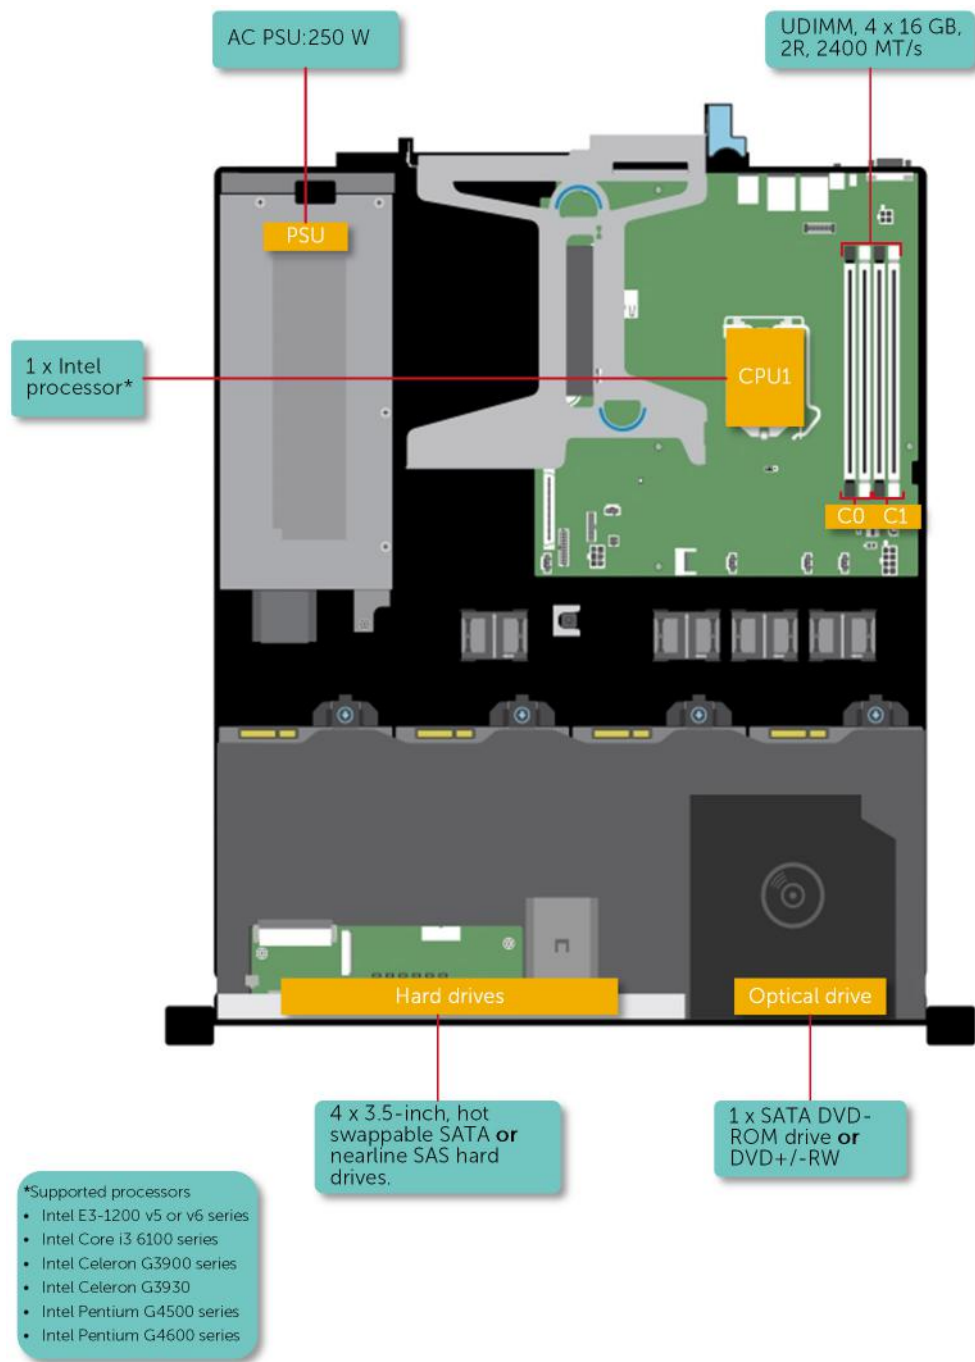 AC PSU:250 W
UDIMM, 4 x 16 GB,
2R, 2400 MT/s
PSU
1 x Intel
processor*
CPU1
C0 C1
Hard drives
Optical drive
4 x 3.5-inch, hot
swappable SATA or
nearline SAS hard
drives.
1 x SATA DVD-
ROM drive or
DVD+/-RW
*Supported processors
• Intel E3-1200 v5 or v6 series
• Intel Core i3 6100 series
• Intel Celeron G3900 series
• Intel Celeron G3930
• Intel Pentium G4500 series
• Intel Pentium G4600 series